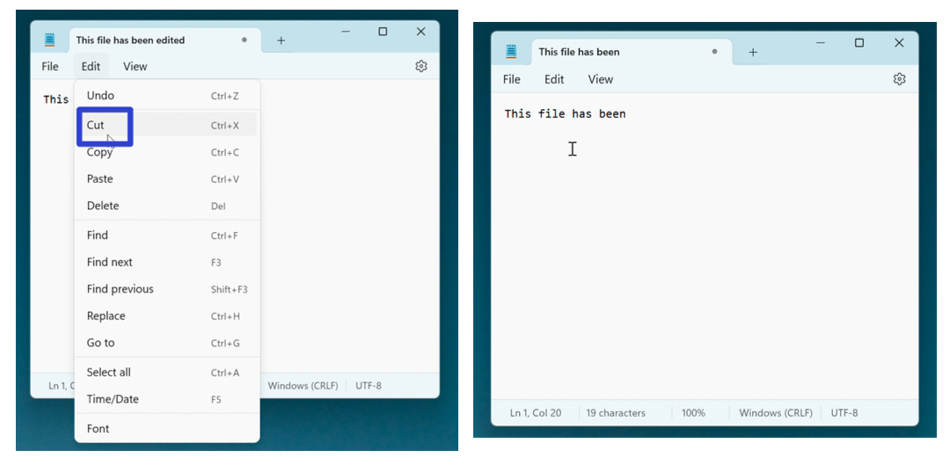 This file has been edited
File Edit View
This
Undo Ctrl+Z
Cut Ctrl+X
Copy Ctrl+C
Paste Ctrl+V
Delete Del
Find Ctrl+F
Find next F3
Find previous Shift+F3
Replace Ctrl+H
Go to Ctrl+G
Select all Ctrl+A
Time/Date F5
Font
Ln 1, C Windows (CRLF) UTF-8
This file has been
File Edit View
This file has been
Ln 1, Col 20 19 characters 100% Windows (CRLF) UTF-8